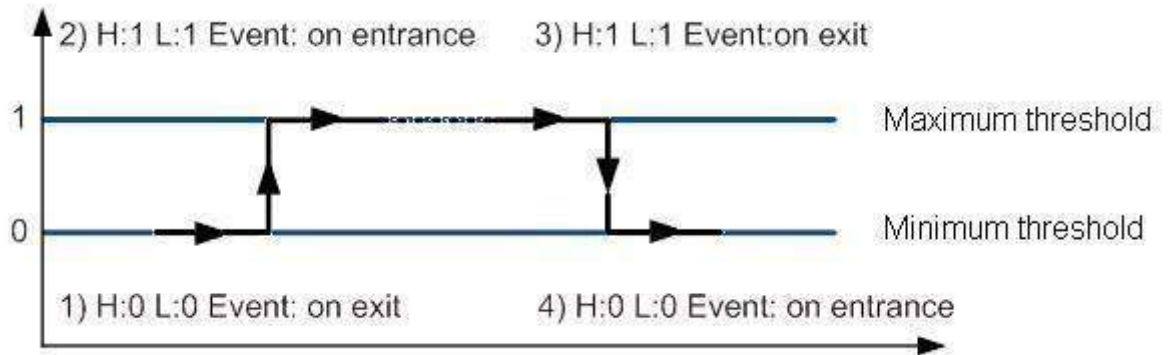 2) H:1 L:1 Event: on entrance
3) H:1 L:1 Event:on exit
1
Maximum threshold
0
Minimum threshold
1) H:0 L:0 Event: on exit
4) H:0 L:0 Event: on entrance